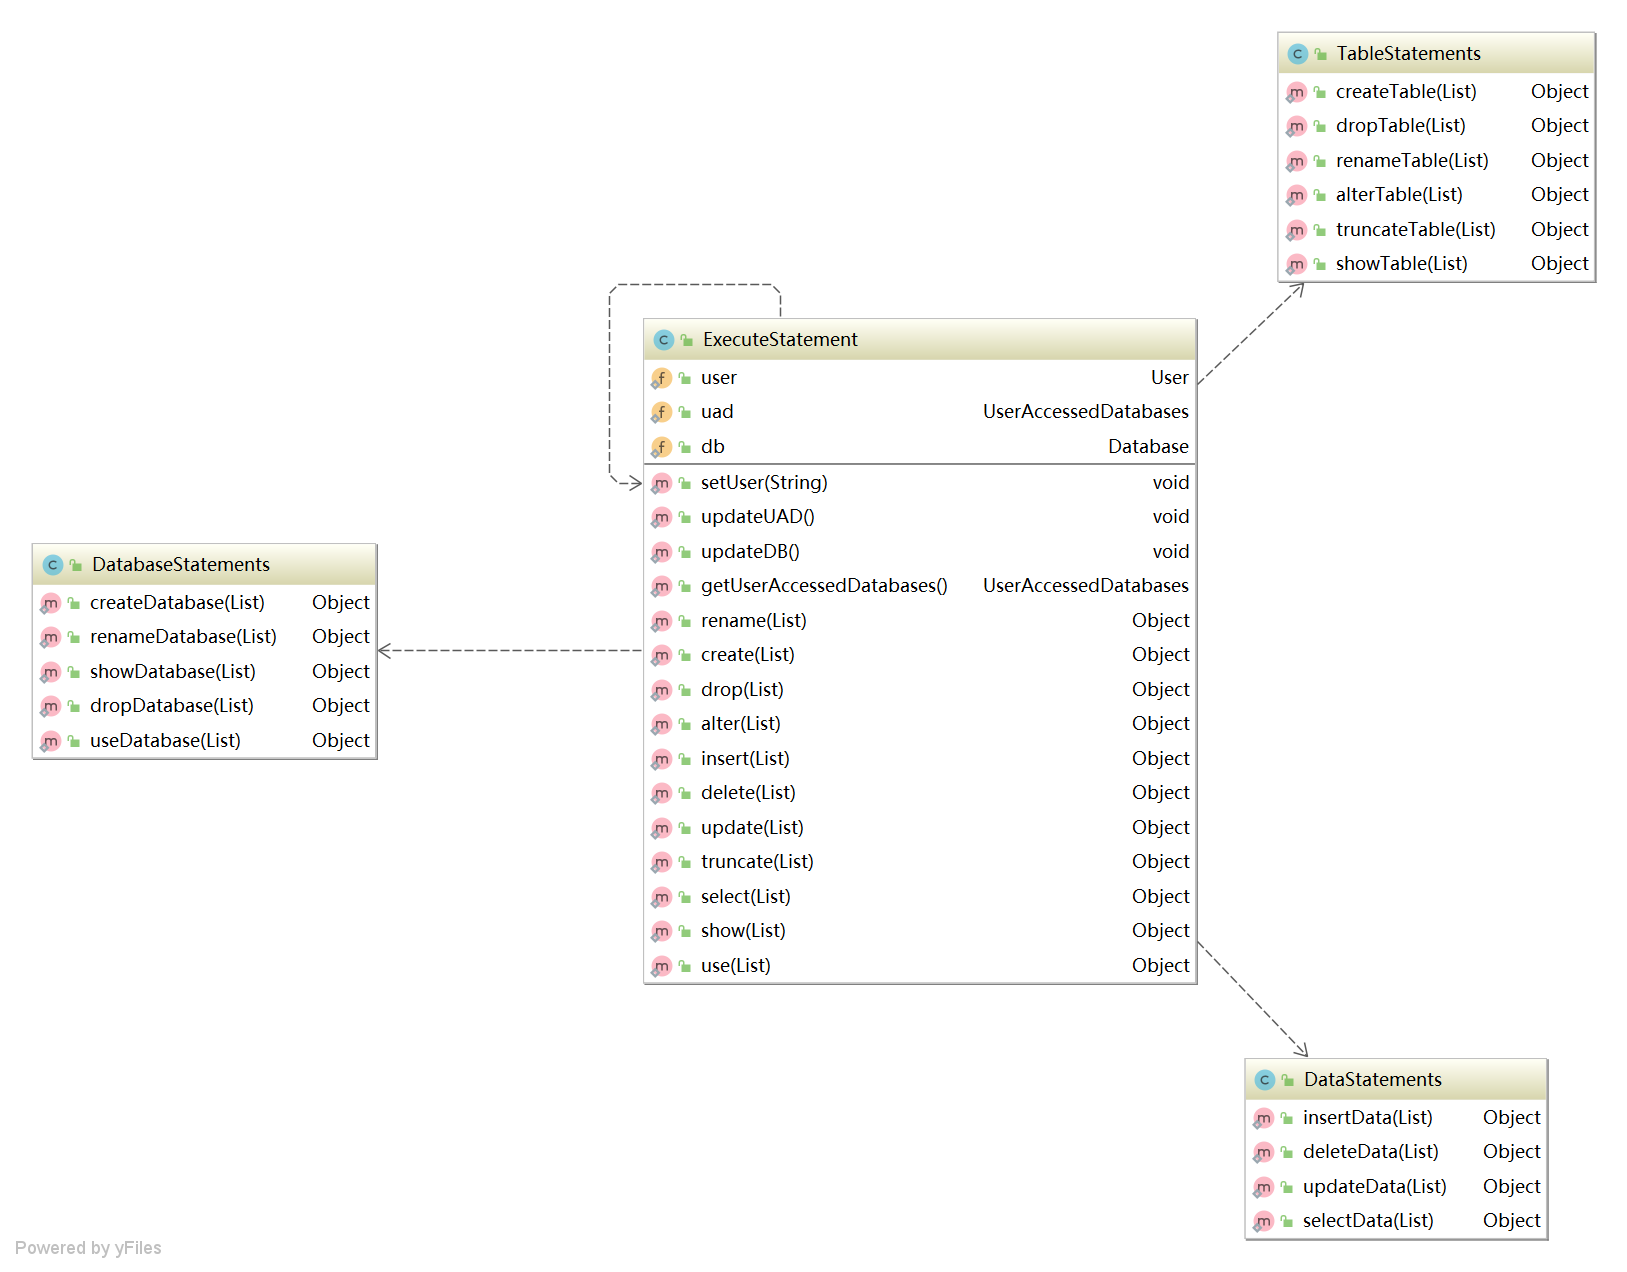 TableStatements
createTable(List) Object
dropTable(List) Object
renameTable(List) Object
alterTable(List) Object
truncateTable(List) Object
showTable(List) Object
ExecuteStatement
user User
uad UserAccessedDatabases
db Database
setUser(String) void
updateUAD() void
updateDB() void
getUserAccessedDatabases() UserAccessedDatabases
rename(List) Object
create(List) Object
drop(List) Object
alter(List) Object
insert(List) Object
delete(List) Object
update(List) Object
truncate(List) Object
select(List) Object
show(List) Object
use(List) Object
DatabaseStatements
createDatabase(List) Object
renameDatabase(List) Object
showDatabase(List) Object
dropDatabase(List) Object
useDatabase(List) Object
DataStatements
insertData(List) Object
deleteData(List) Object
updateData(List) Object
selectData(List) Object
Powered by yFiles